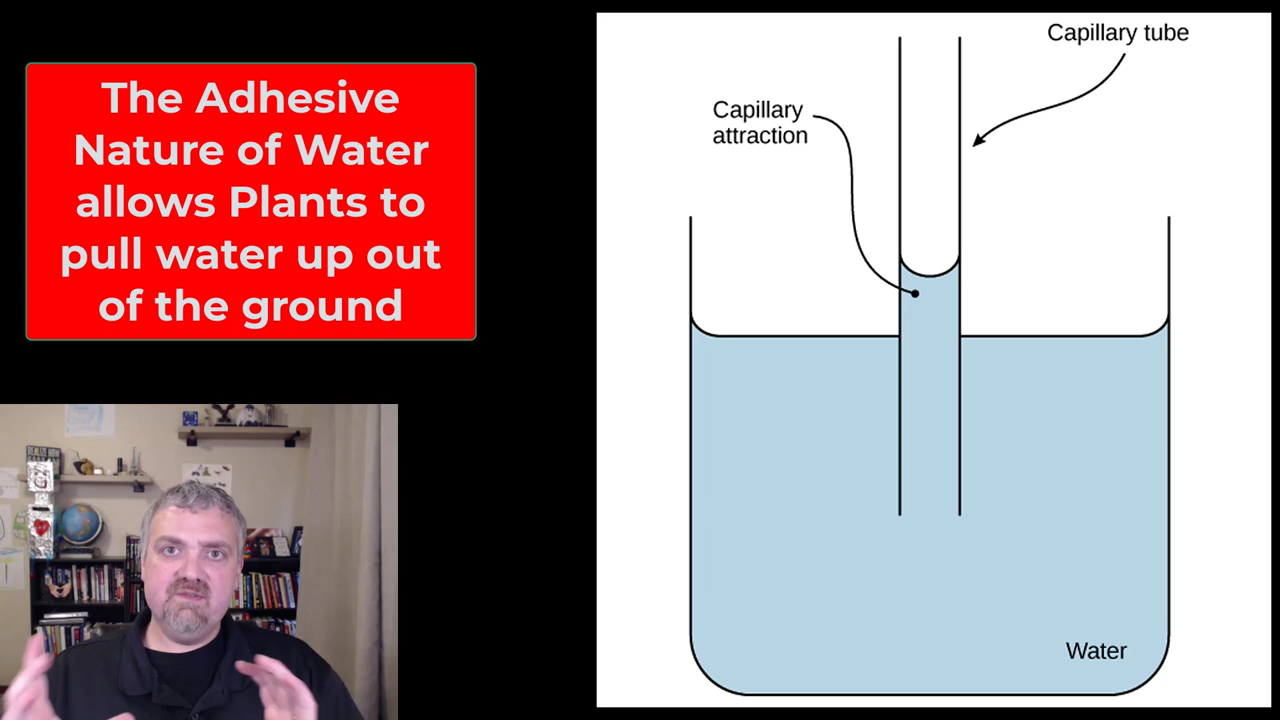 The Adhesive
Nature of Water
allows Plants to
pull water up out
of the ground
Capillary tube
Capillary
attraction
Water